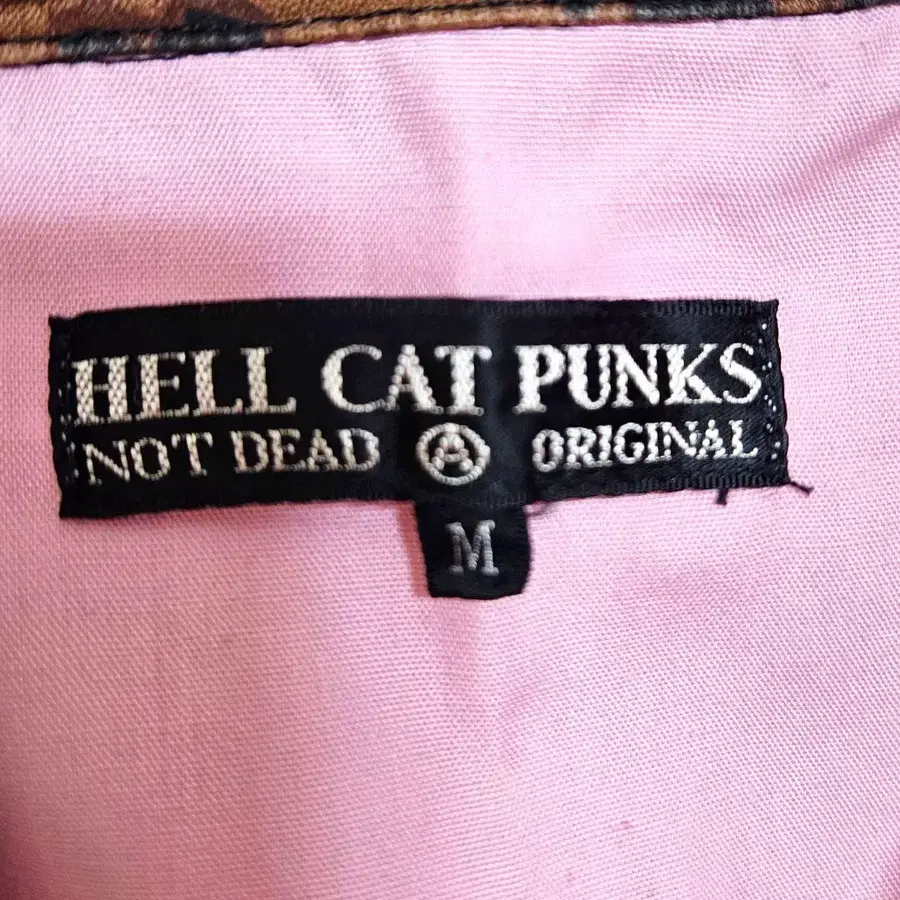 HELL CAT PUNKS
NOT DEAD Ⓐ ORIGINAL
M